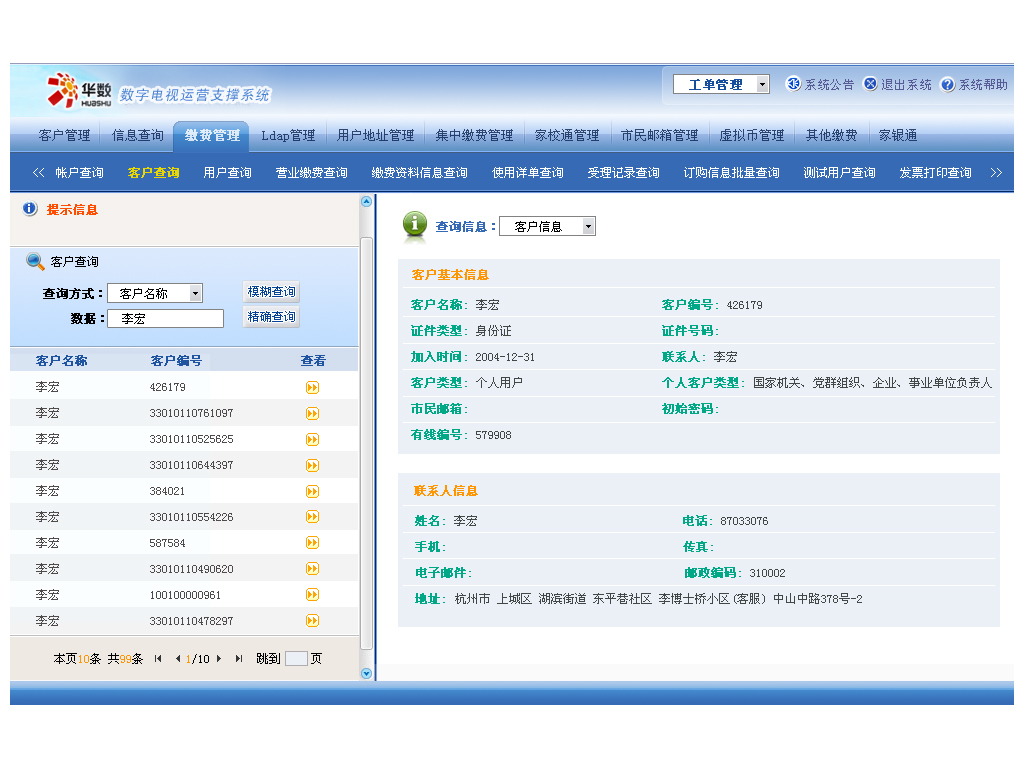 华数 HUASHU 数字电视运营支撑系统 工单管理 系统公告 退出系统 系统帮助
客户管理 信息查询 缴费管理 Ldap管理 用户地址管理 集中缴费管理 家校通管理 市民邮箱管理 虚拟币管理 其他缴费 家银通
帐户查询 客户查询 用户查询 营业缴费查询 缴费资料信息查询 使用详单查询 受理记录查询 订购信息批量查询 测试用户查询 发票打印查询
提示信息
客户查询
查询方式： 客户名称 模糊查询
数据： 李宏 精确查询
客户名称 客户编号 查看
李宏 426179
李宏 33010110761097
李宏 33010110525625
李宏 33010110644397
李宏 384021
李宏 33010110554226
李宏 587584
李宏 33010110490620
李宏 100100000961
李宏 33010110478297
本页10条 共99条 1/10 跳到 页
查询信息： 客户信息
客户基本信息
客户名称: 李宏 客户编号: 426179
证件类型: 身份证 证件号码:
加入时间: 2004-12-31 联系人: 李宏
客户类型: 个人用户 个人客户类型: 国家机关、党群组织、企业、事业单位负责人
市民邮箱: 初始密码:
有线编号: 579908
联系人信息
姓名: 李宏 电话: 87033076
手机: 传真:
电子邮件: 邮政编码: 310002
地址: 杭州市 上城区 湖滨街道 东平巷社区 李博士桥小区(客服) 中山中路378号-2